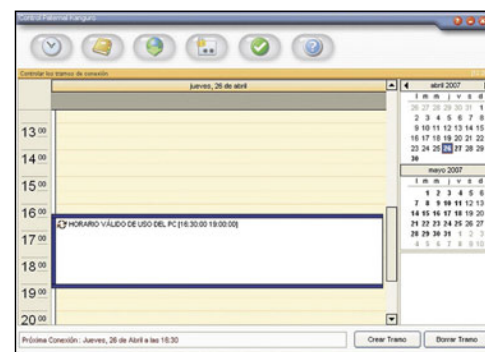 Control Paternal Kanguro
Controlar los tramos de conexión
jueves, 26 de abril
13 00
14 00
15 00
16 00
HORARIO VÁLIDO DE USO DEL PC [16:30:00 19:00:00]
17 00
18 00
19 00
20 00
abril 2007
l m m j v s d
26 27 28 29 30 31 1
2 3 4 5 6 7 8
9 10 11 12 13 14 15
16 17 18 19 20 21 22
23 24 25 26 27 28 29
30
mayo 2007
l m m j v s d
1 2 3 4 5 6
7 8 9 10 11 12 13
14 15 16 17 18 19 20
21 22 23 24 25 26 27
28 29 30 31 1 2 3
4 5 6 7 8 9 10
Próxima Conexión : Jueves, 26 de Abril a las 16:30
Crear Tramo
Borrar Tramo